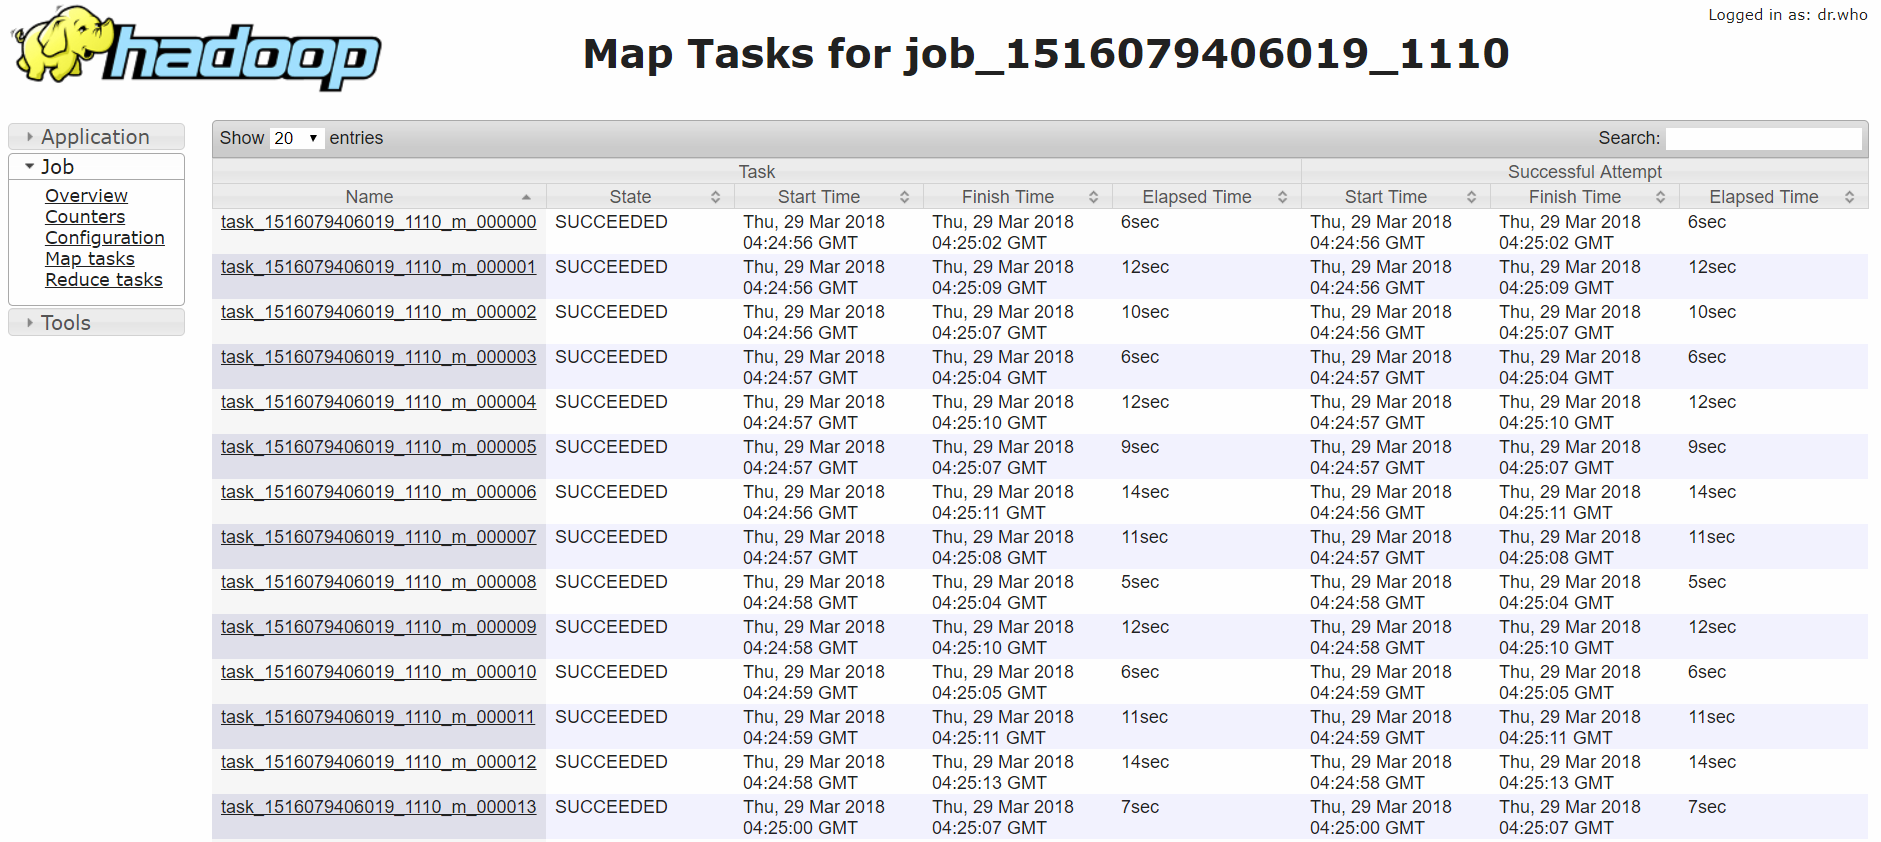 hadoop
Logged in as: dr.who
Map Tasks for job_1516079406019_1110
Application
Job
Overview
Counters
Configuration
Map tasks
Reduce tasks
Tools
Show 20 entries Search:
Task Successful Attempt
Name State Start Time Finish Time Elapsed Time Start Time Finish Time Elapsed Time
task_1516079406019_1110_m_000000 SUCCEEDED Thu, 29 Mar 2018 Thu, 29 Mar 2018 6sec Thu, 29 Mar 2018 Thu, 29 Mar 2018 6sec
04:24:56 GMT 04:25:02 GMT 04:24:56 GMT 04:25:02 GMT
task_1516079406019_1110_m_000001 SUCCEEDED Thu, 29 Mar 2018 Thu, 29 Mar 2018 12sec Thu, 29 Mar 2018 Thu, 29 Mar 2018 12sec
04:24:56 GMT 04:25:09 GMT 04:24:56 GMT 04:25:09 GMT
task_1516079406019_1110_m_000002 SUCCEEDED Thu, 29 Mar 2018 Thu, 29 Mar 2018 10sec Thu, 29 Mar 2018 Thu, 29 Mar 2018 10sec
04:24:56 GMT 04:25:07 GMT 04:24:56 GMT 04:25:07 GMT
task_1516079406019_1110_m_000003 SUCCEEDED Thu, 29 Mar 2018 Thu, 29 Mar 2018 6sec Thu, 29 Mar 2018 Thu, 29 Mar 2018 6sec
04:24:57 GMT 04:25:04 GMT 04:24:57 GMT 04:25:04 GMT
task_1516079406019_1110_m_000004 SUCCEEDED Thu, 29 Mar 2018 Thu, 29 Mar 2018 12sec Thu, 29 Mar 2018 Thu, 29 Mar 2018 12sec
04:24:57 GMT 04:25:10 GMT 04:24:57 GMT 04:25:10 GMT
task_1516079406019_1110_m_000005 SUCCEEDED Thu, 29 Mar 2018 Thu, 29 Mar 2018 9sec Thu, 29 Mar 2018 Thu, 29 Mar 2018 9sec
04:24:57 GMT 04:25:07 GMT 04:24:57 GMT 04:25:07 GMT
task_1516079406019_1110_m_000006 SUCCEEDED Thu, 29 Mar 2018 Thu, 29 Mar 2018 14sec Thu, 29 Mar 2018 Thu, 29 Mar 2018 14sec
04:24:56 GMT 04:25:11 GMT 04:24:56 GMT 04:25:11 GMT
task_1516079406019_1110_m_000007 SUCCEEDED Thu, 29 Mar 2018 Thu, 29 Mar 2018 11sec Thu, 29 Mar 2018 Thu, 29 Mar 2018 11sec
04:24:57 GMT 04:25:08 GMT 04:24:57 GMT 04:25:08 GMT
task_1516079406019_1110_m_000008 SUCCEEDED Thu, 29 Mar 2018 Thu, 29 Mar 2018 5sec Thu, 29 Mar 2018 Thu, 29 Mar 2018 5sec
04:24:58 GMT 04:25:04 GMT 04:24:58 GMT 04:25:04 GMT
task_1516079406019_1110_m_000009 SUCCEEDED Thu, 29 Mar 2018 Thu, 29 Mar 2018 12sec Thu, 29 Mar 2018 Thu, 29 Mar 2018 12sec
04:24:58 GMT 04:25:10 GMT 04:24:58 GMT 04:25:10 GMT
task_1516079406019_1110_m_000010 SUCCEEDED Thu, 29 Mar 2018 Thu, 29 Mar 2018 6sec Thu, 29 Mar 2018 Thu, 29 Mar 2018 6sec
04:24:59 GMT 04:25:05 GMT 04:24:59 GMT 04:25:05 GMT
task_1516079406019_1110_m_000011 SUCCEEDED Thu, 29 Mar 2018 Thu, 29 Mar 2018 11sec Thu, 29 Mar 2018 Thu, 29 Mar 2018 11sec
04:24:59 GMT 04:25:11 GMT 04:24:59 GMT 04:25:11 GMT
task_1516079406019_1110_m_000012 SUCCEEDED Thu, 29 Mar 2018 Thu, 29 Mar 2018 14sec Thu, 29 Mar 2018 Thu, 29 Mar 2018 14sec
04:24:58 GMT 04:25:13 GMT 04:24:58 GMT 04:25:13 GMT
task_1516079406019_1110_m_000013 SUCCEEDED Thu, 29 Mar 2018 Thu, 29 Mar 2018 7sec Thu, 29 Mar 2018 Thu, 29 Mar 2018 7sec
04:25:00 GMT 04:25:07 GMT 04:25:00 GMT 04:25:07 GMT